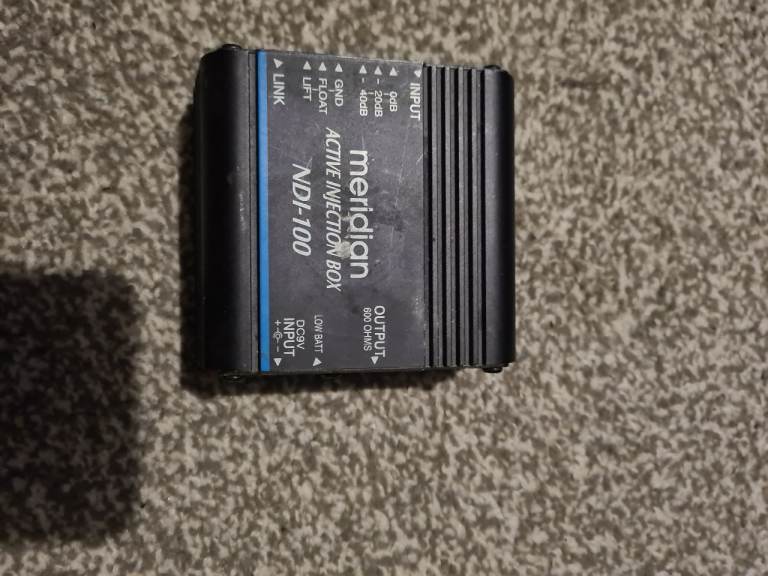 INPUT
0dB
- 20dB
- 40dB
GND
FLOAT
LIFT
LINK
meridian
ACTIVE INJECTION BOX
NDI-100
OUTPUT
600 OHMS
LOW BATT
DC9V
INPUT
+ -